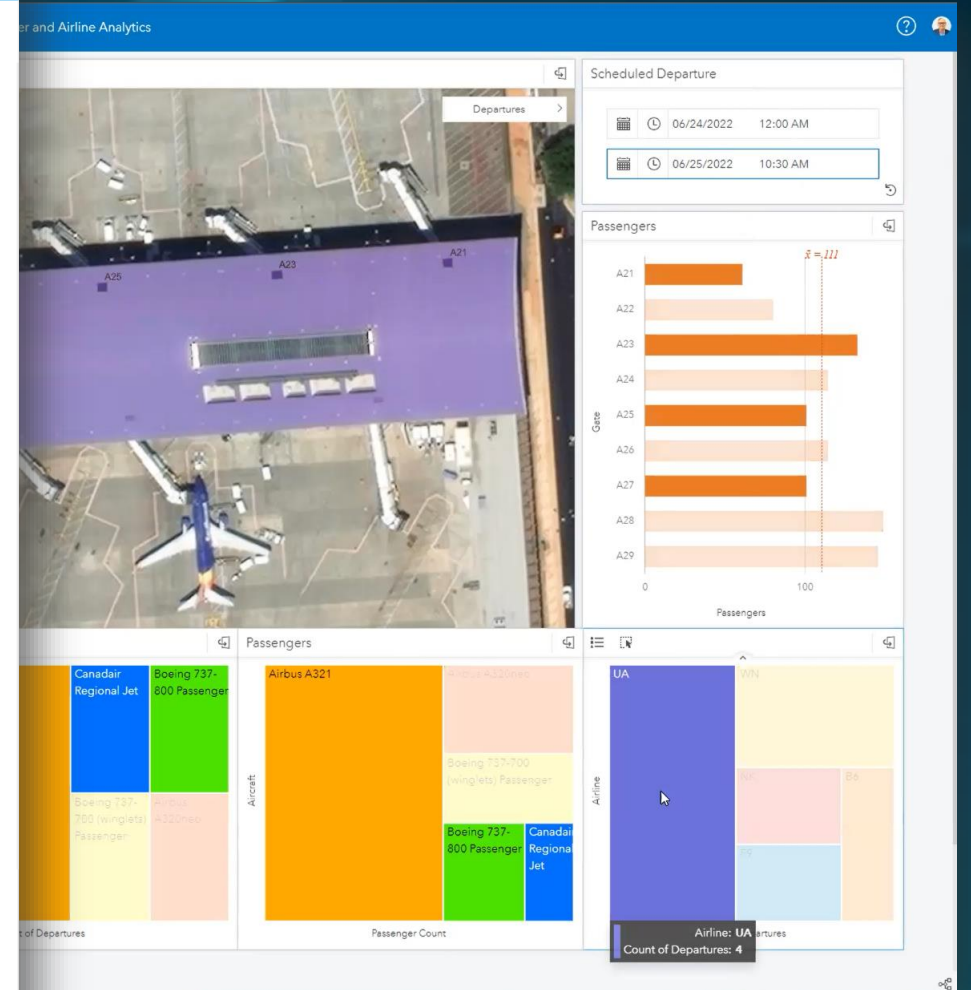 er and Airline Analytics
Departures
A25
A23
A21
Scheduled Departure
06/24/2022 12:00 AM
06/25/2022 10:30 AM
Passengers
x̄ = 111
A21
A22
A23
A24
A25
A26
A27
A28
A29
Gate
0 100
Passengers
Canadair
Regional Jet
Boeing 737-
800 Passenger
Boeing 737-
700 (winglets)
Passenger
Airbus
A320neo
t of Departures
Passengers
Aircraft
Airbus A321
Airbus A320neo
Boeing 737-700
(winglets) Passenger
Boeing 737-
800 Passenger
Canadai
Regional
Jet
Passenger Count
Airline
UA
WN
NK
B6
F9
artures
Airline: UA
Count of Departures: 4